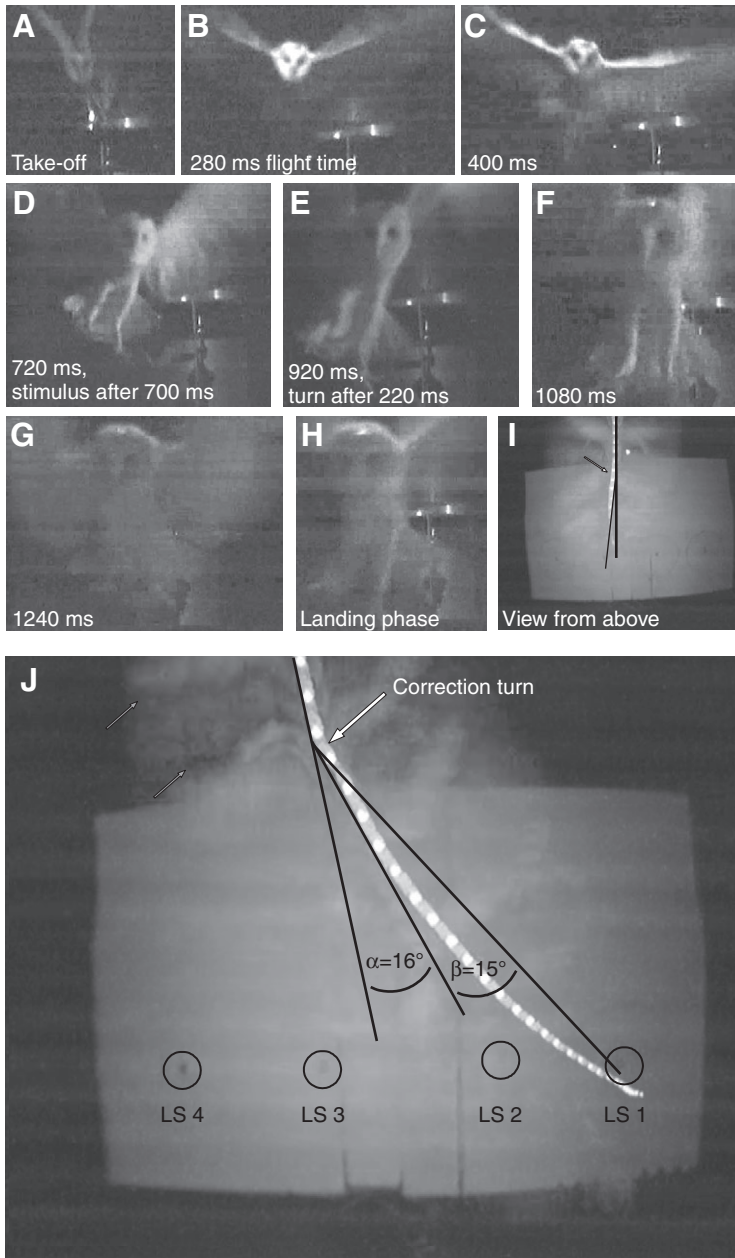 A
Take-off
B
280 ms flight time
C
400 ms
D
720 ms,
stimulus after 700 ms
E
920 ms,
turn after 220 ms
F
1080 ms
G
1240 ms
H
Landing phase
I
View from above
J
Correction turn
α=16°
β=15°
LS 4
LS 3
LS 2
LS 1